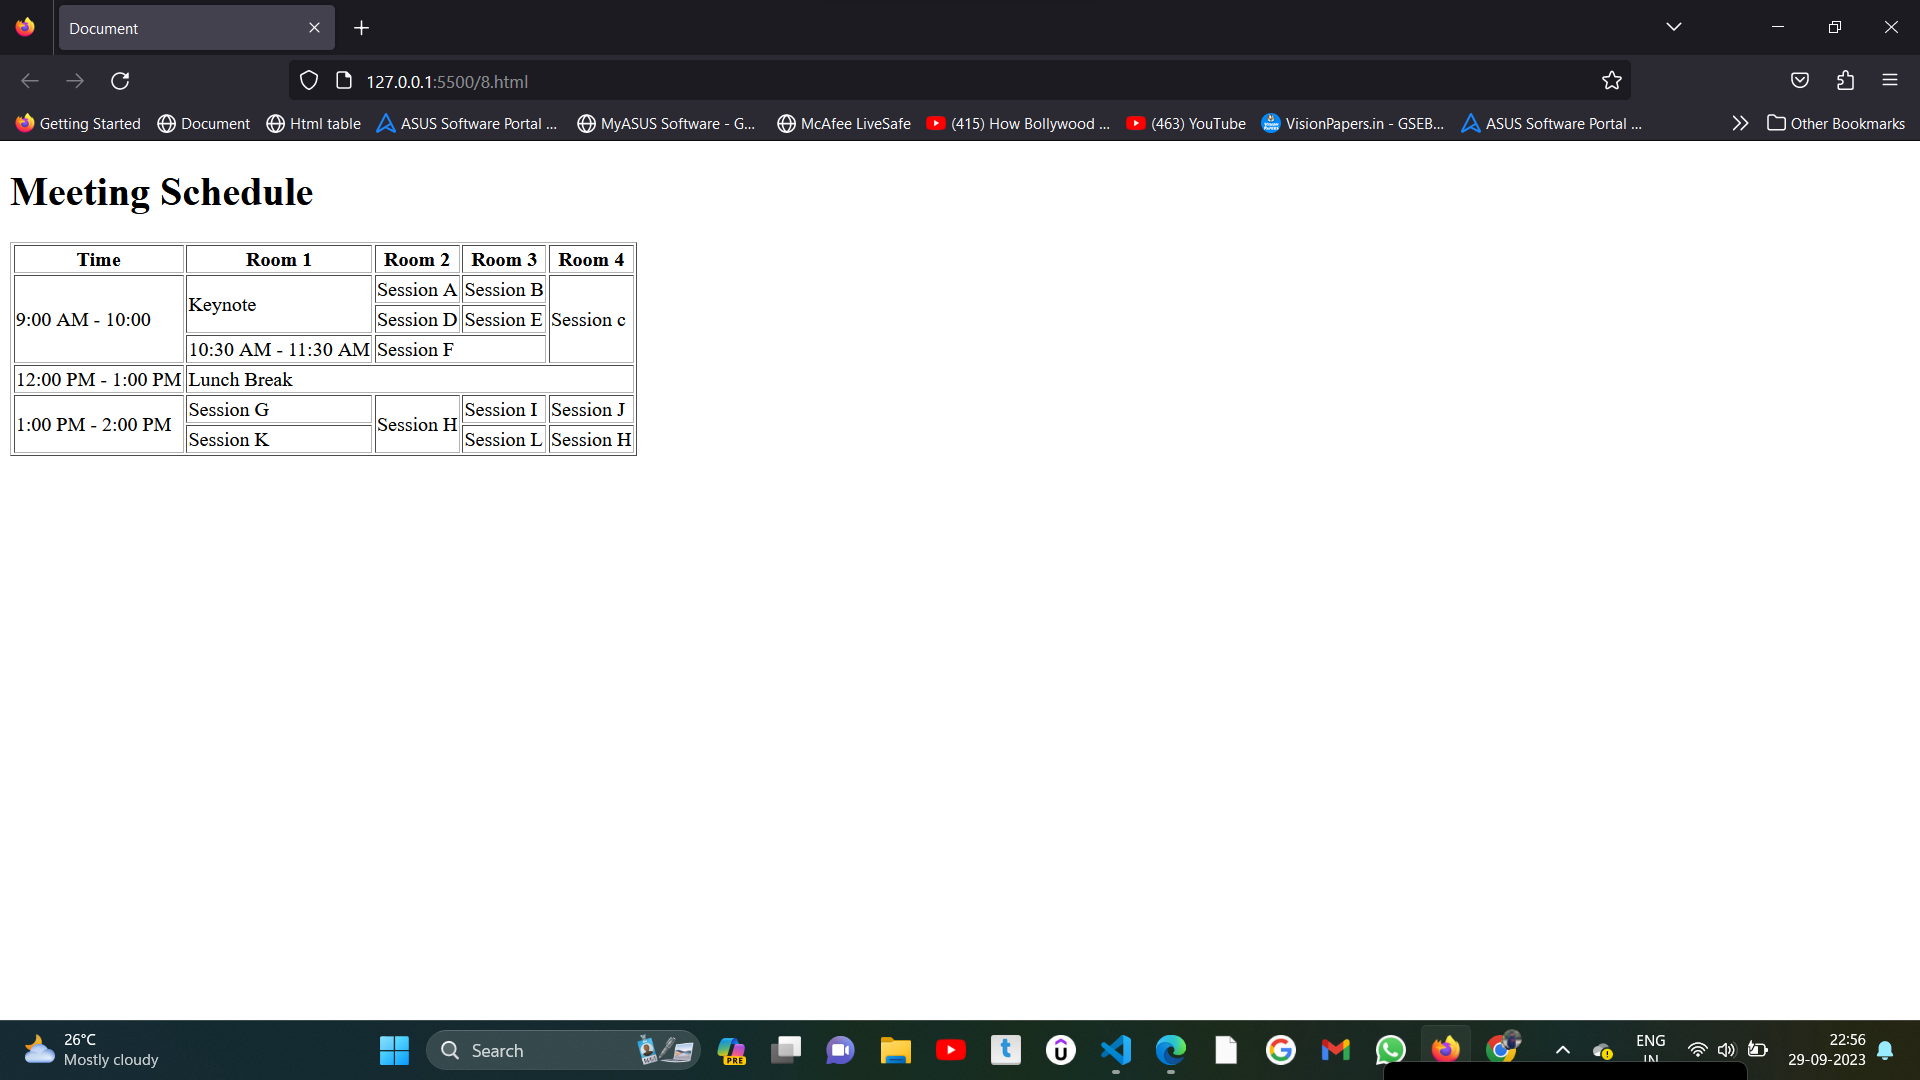 Document
127.0.0.1:5500/8.html
Getting Started Document Html table ASUS Software Portal ... MyASUS Software - G... McAfee LiveSafe (415) How Bollywood ... (463) YouTube VisionPapers.in - GSEB... ASUS Software Portal ... Other Bookmarks
Meeting Schedule
Time Room 1 Room 2 Room 3 Room 4
9:00 AM - 10:00 Keynote Session A Session B Session c
Session D Session E
10:30 AM - 11:30 AM Session F
12:00 PM - 1:00 PM Lunch Break
1:00 PM - 2:00 PM Session G Session H Session I Session J
Session K Session L Session H
26°C
Mostly cloudy
Search
PRE
t
ENG
IN
22:56
29-09-2023